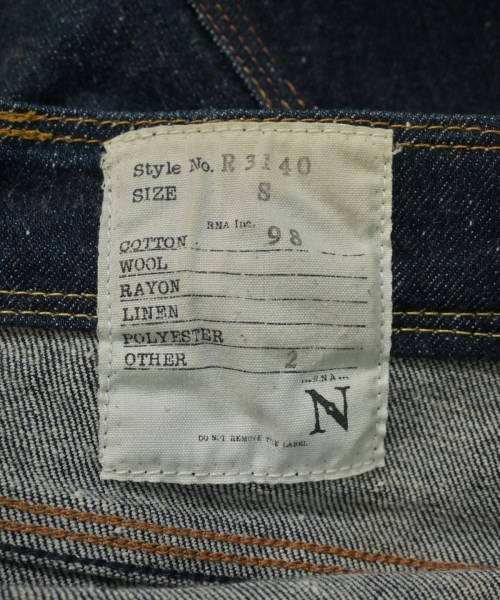 Style No. R3140
SIZE S
RNA Inc.
COTTON 98
WOOL
RAYON
LINEN
POLYESTER
OTHER 2
...RNA...
N
DO NOT REMOVE THE LABEL